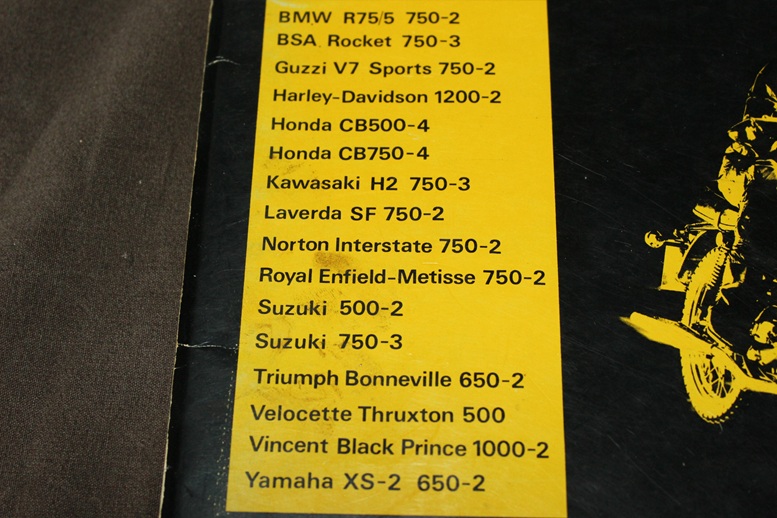 BMW R75/5 750-2
BSA Rocket 750-3
Guzzi V7 Sports 750-2
Harley-Davidson 1200-2
Honda CB500-4
Honda CB750-4
Kawasaki H2 750-3
Laverda SF 750-2
Norton Interstate 750-2
Royal Enfield-Metisse 750-2
Suzuki 500-2
Suzuki 750-3
Triumph Bonneville 650-2
Velocette Thruxton 500
Vincent Black Prince 1000-2
Yamaha XS-2 650-2